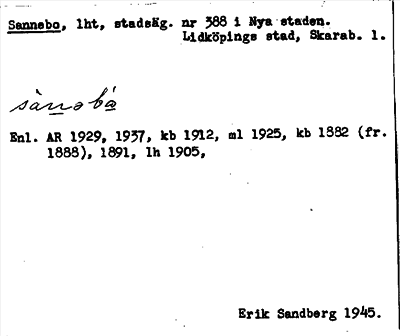 Sannebo, lht, stadsäg. nr 388 i Nya staden.
Lidköpings stad, Skarab. l.
sànₑbå
Enl. AR 1929, 1937, kb 1912, ml 1925, kb 1882 (fr.
1888), 1891, lh 1905,
Erik Sandberg 1945.